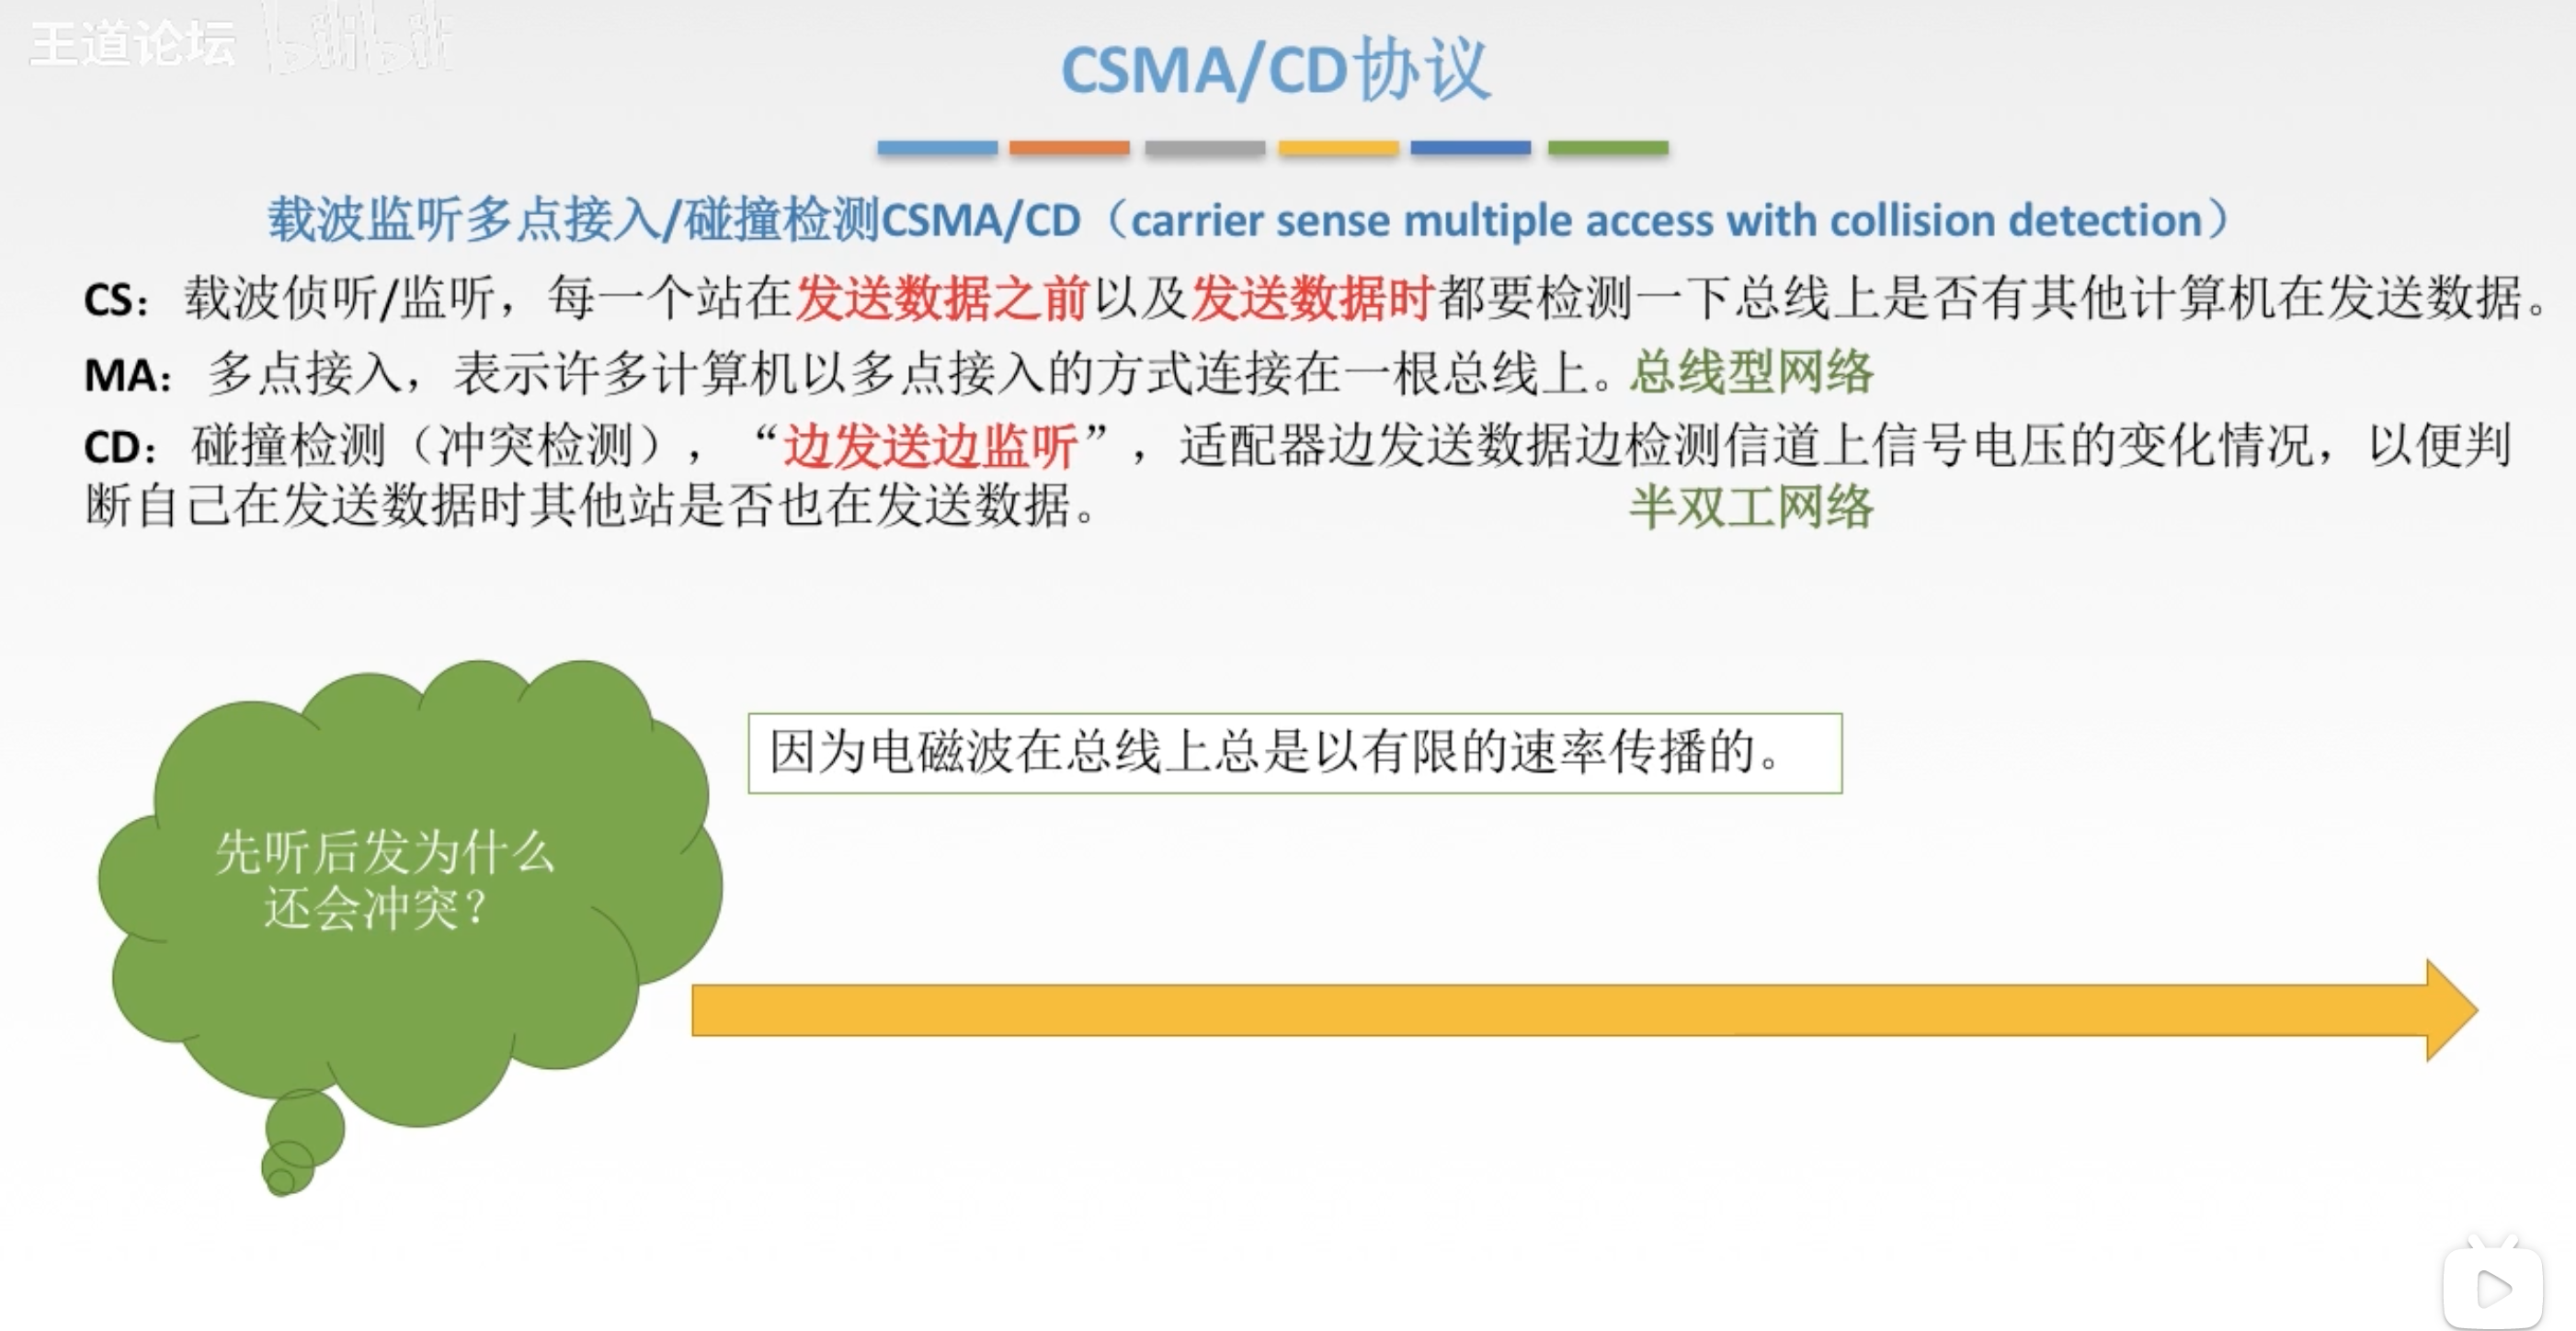 王道论坛 bilibili
CSMA/CD协议
载波监听多点接入/碰撞检测CSMA/CD（carrier sense multiple access with collision detection）
CS：载波侦听/监听，每一个站在发送数据之前以及发送数据时都要检测一下总线上是否有其他计算机在发送数据。
MA：多点接入，表示许多计算机以多点接入的方式连接在一根总线上。总线型网络
CD：碰撞检测（冲突检测），“边发送边监听”，适配器边发送数据边检测信道上信号电压的变化情况，以便判
断自己在发送数据时其他站是否也在发送数据。 半双工网络
因为电磁波在总线上总是以有限的速率传播的。
先听后发为什么
还会冲突？